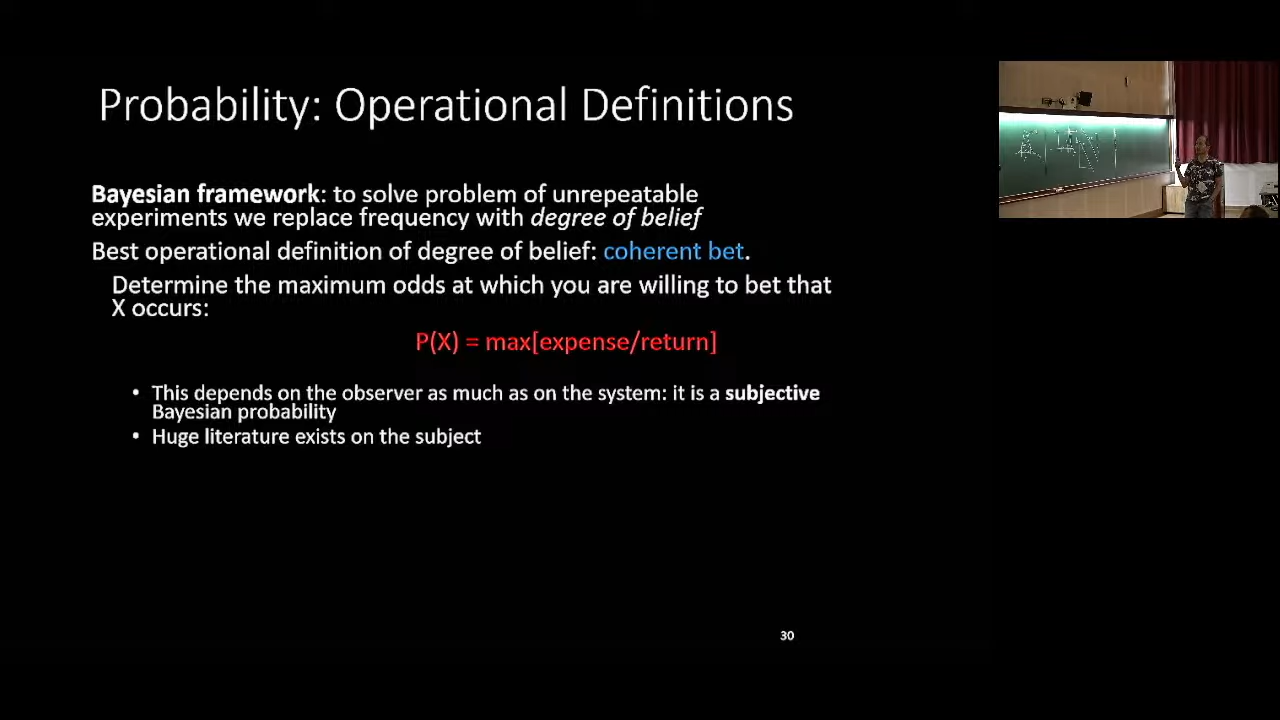 Probability: Operational Definitions
Bayesian framework: to solve problem of unrepeatable
experiments we replace frequency with degree of belief
Best operational definition of degree of belief: coherent bet.
Determine the maximum odds at which you are willing to bet that
X occurs:
P(X) = max[expense/return]
• This depends on the observer as much as on the system: it is a subjective
Bayesian probability
• Huge literature exists on the subject
30